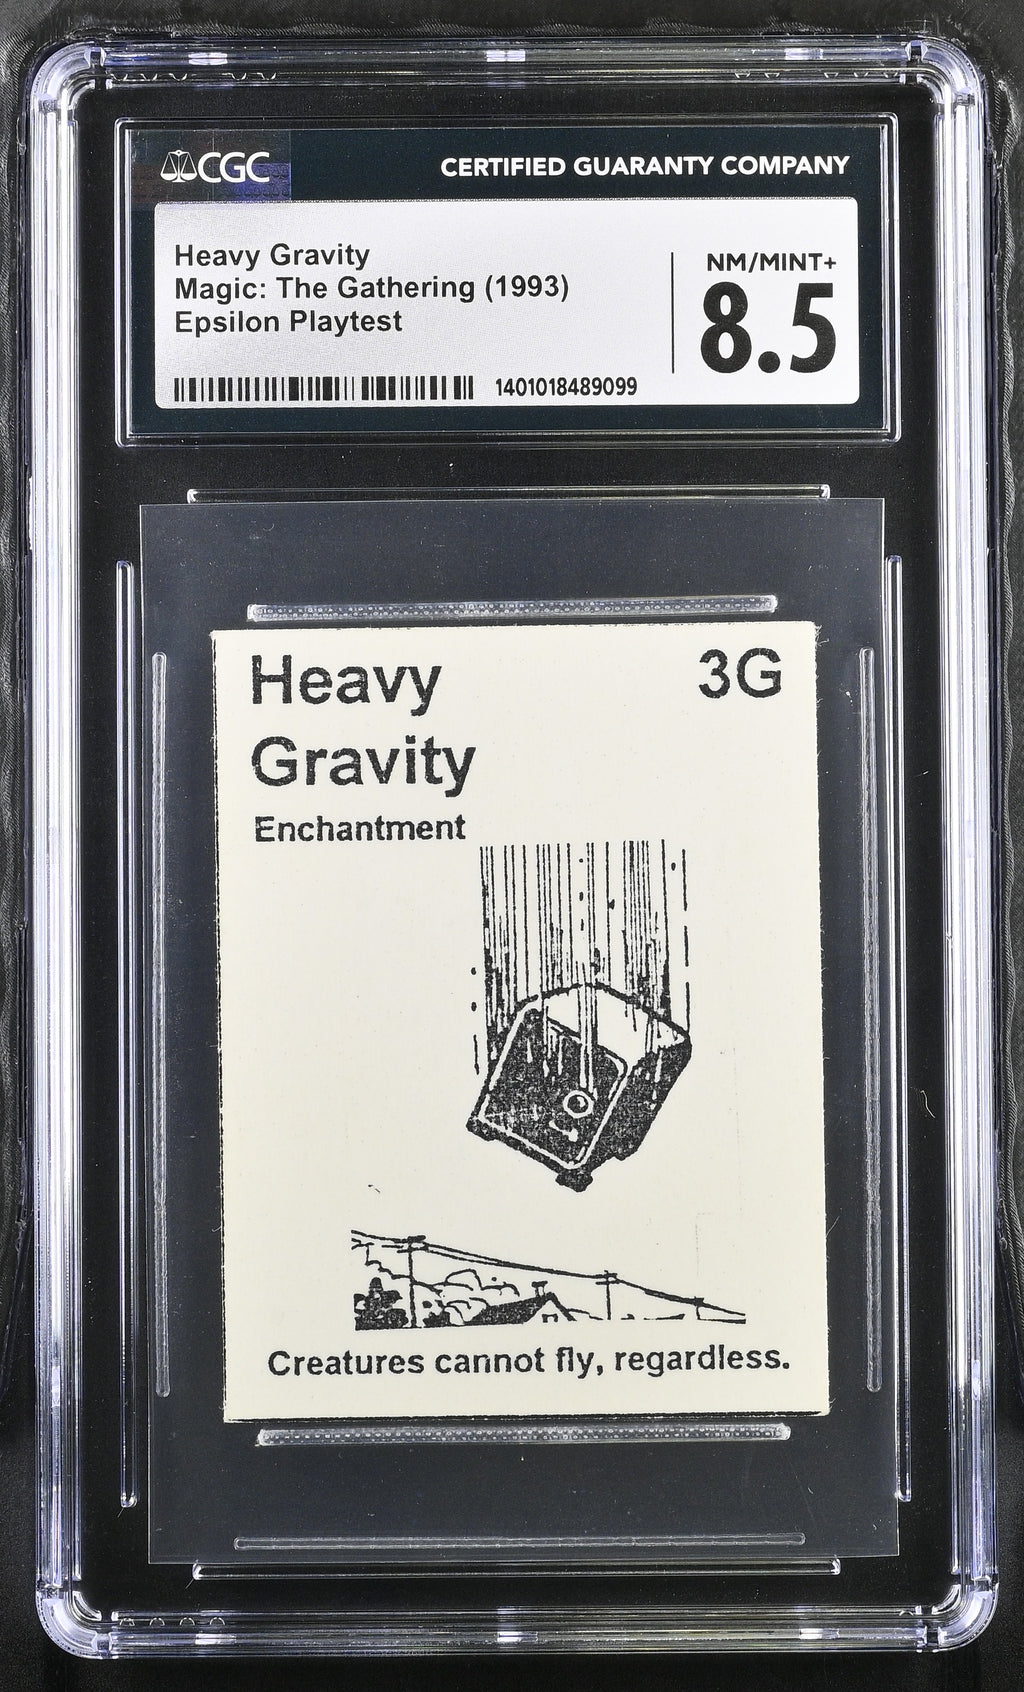 CGC
CERTIFIED GUARANTY COMPANY
Heavy Gravity
Magic: The Gathering (1993)
Epsilon Playtest
NM/MINT+
8.5
1401018489099
Heavy 3G
Gravity
Enchantment
Creatures cannot fly, regardless.